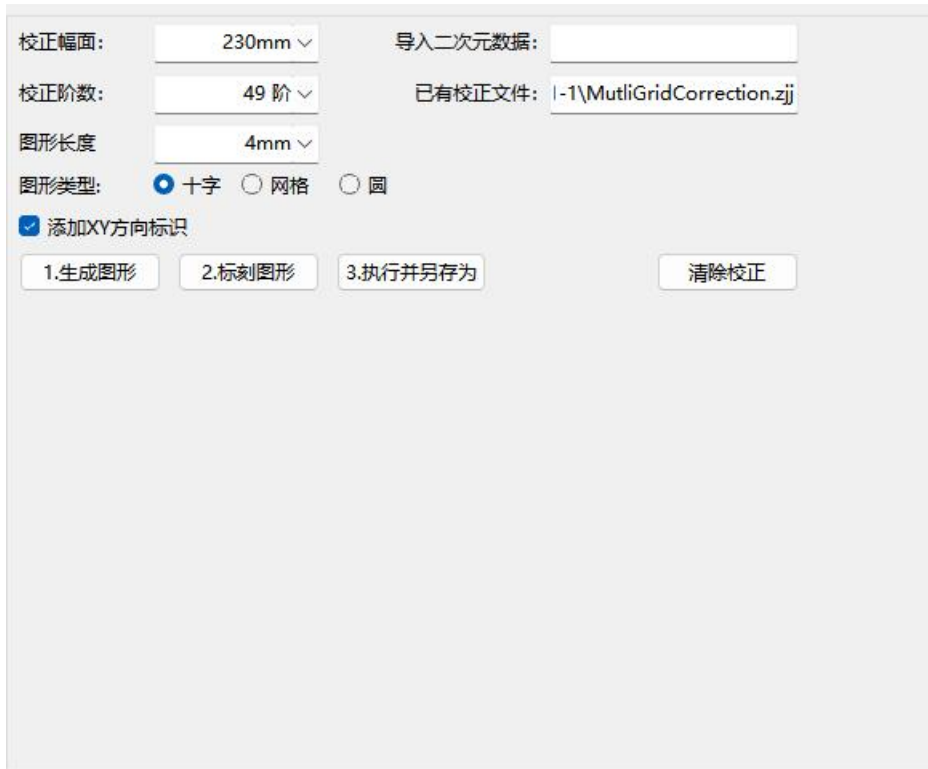 校正幅面： 230mm 导入二次元数据：
校正阶数： 49 阶 已有校正文件： -1\MutliGridCorrection.zjj
图形长度 4mm
图形类型: 十字 网格 圆
添加XY方向标识
1.生成图形 2.标刻图形 3.执行并另存为 清除校正